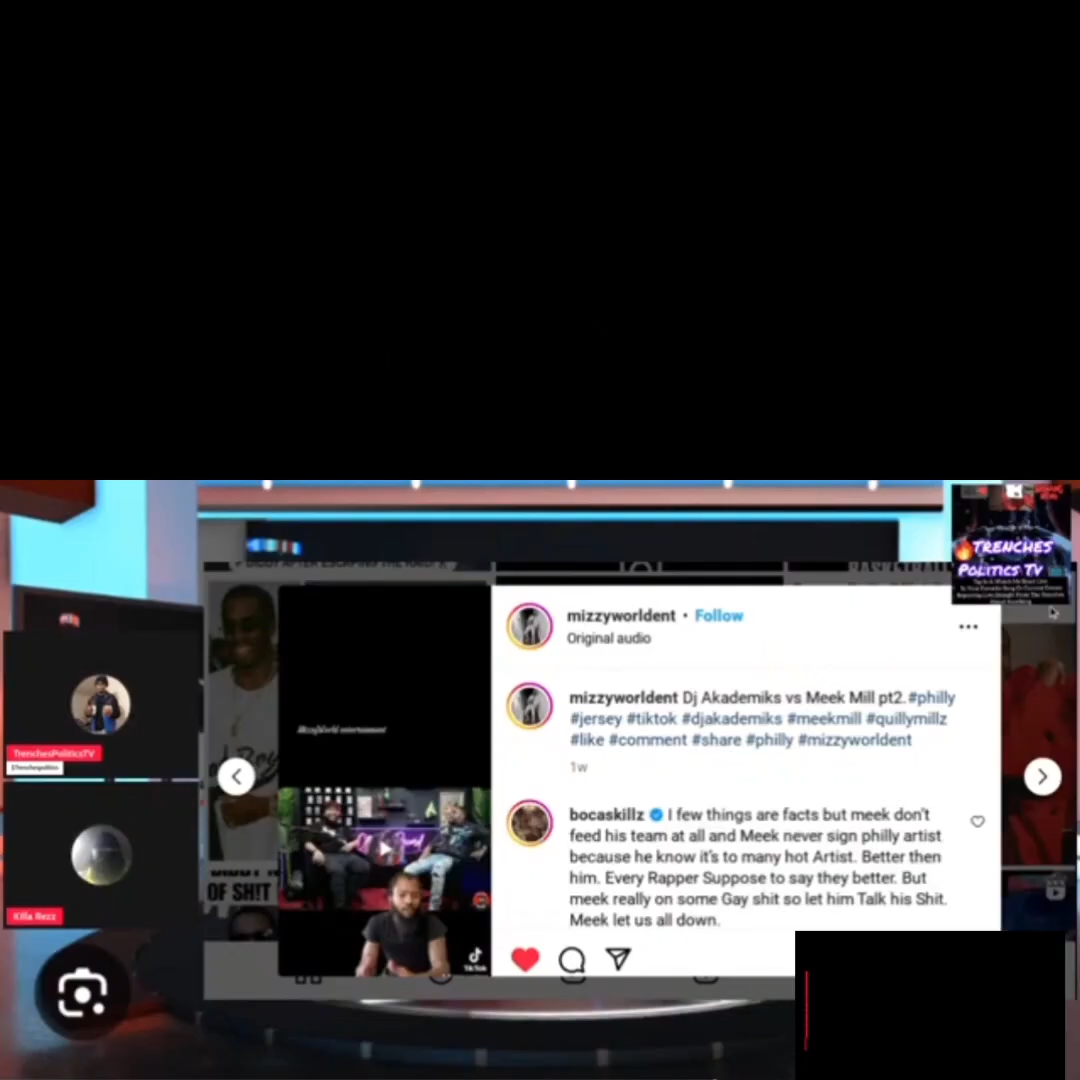 TRENCHES
POLITICS TV
BASKETBALL
mizzyworldent • Follow
Original audio
mizzyworldent Dj Akademiks vs Meek Mill pt2.#philly
#jersey #tiktok #djakademiks #meekmill #quillymillz
#like #comment #share #philly #mizzyworldent
1w
bocaskillz I few things are facts but meek don't
feed his team at all and Meek never sign philly artist
because he know it's to many hot Artist. Better then
him. Every Rapper Suppose to say they better. But
meek really on some Gay shit so let him Talk his Shit.
Meek let us all down.
TrenchesPoliticsTV
Killa Rezz
OF SH!T
TikTok